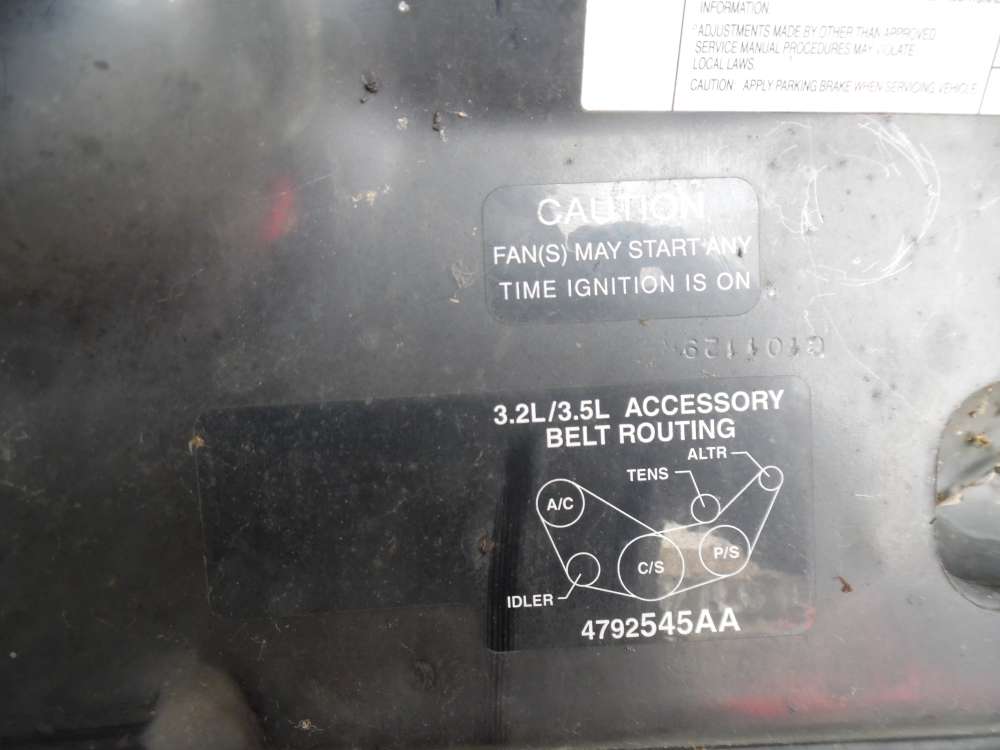 INFORMATION
*ADJUSTMENTS MADE BY OTHER THAN APPROVED
SERVICE MANUAL PROCEDURES MAY VIOLATE
LOCAL LAWS.
CAUTION: APPLY PARKING BRAKE WHEN SERVICING VEHICLE
CAUTION
FAN(S) MAY START ANY
TIME IGNITION IS ON
3.2L/3.5L ACCESSORY
BELT ROUTING
ALTR
TENS
A/C
P/S
C/S
IDLER
4792545AA